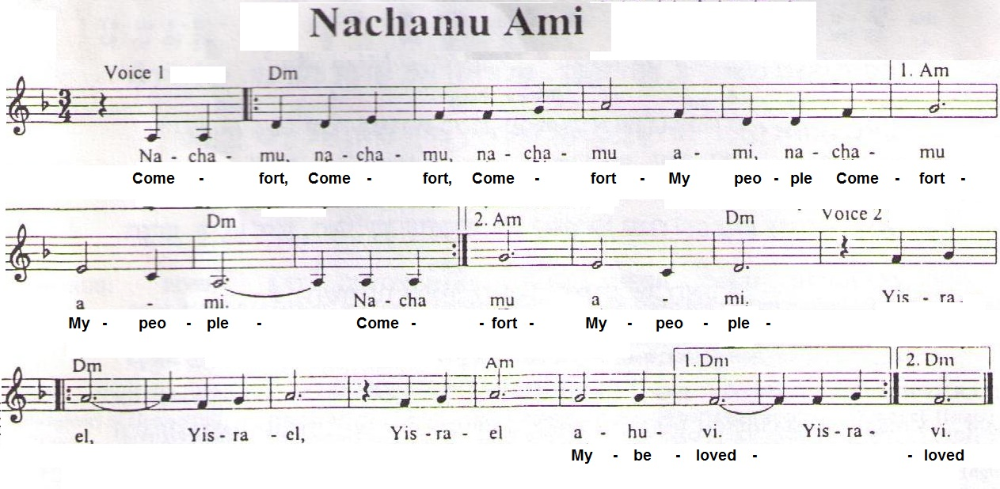 Nachamu Ami
Voice 1 Dm 1. Am
3/4
Na - cha - mu, na - cha - mu, na - cha - mu a - mi, na - cha - mu
Come - fort, Come - fort, Come - fort - My peo - ple Come - fort -
Dm 2. Am Dm Voice 2
a - mi. Na - cha mu a - mi. Yis - ra -
My - peo - ple - Come - - fort - My - peo - ple -
Dm Am 1. Dm 2. Dm
el, Yis - ra - el, Yis - ra - el a - hu - vi. Yis - ra - vi.
My - be - loved - - loved